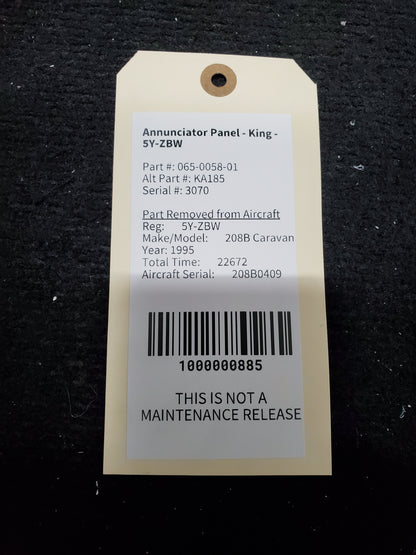 Annunciator Panel - King -
5Y-ZBW
Part #: 065-0058-01
Alt Part #: KA185
Serial #: 3070
Part Removed from Aircraft
Reg: 5Y-ZBW
Make/Model: 208B Caravan
Year: 1995
Total Time: 22672
Aircraft Serial: 208B0409
1000000885
THIS IS NOT A
MAINTENANCE RELEASE